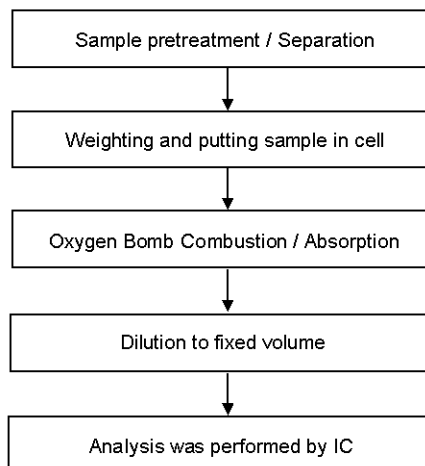 Sample pretreatment / Separation
Weighting and putting sample in cell
Oxygen Bomb Combustion / Absorption
Dilution to fixed volume
Analysis was performed by IC